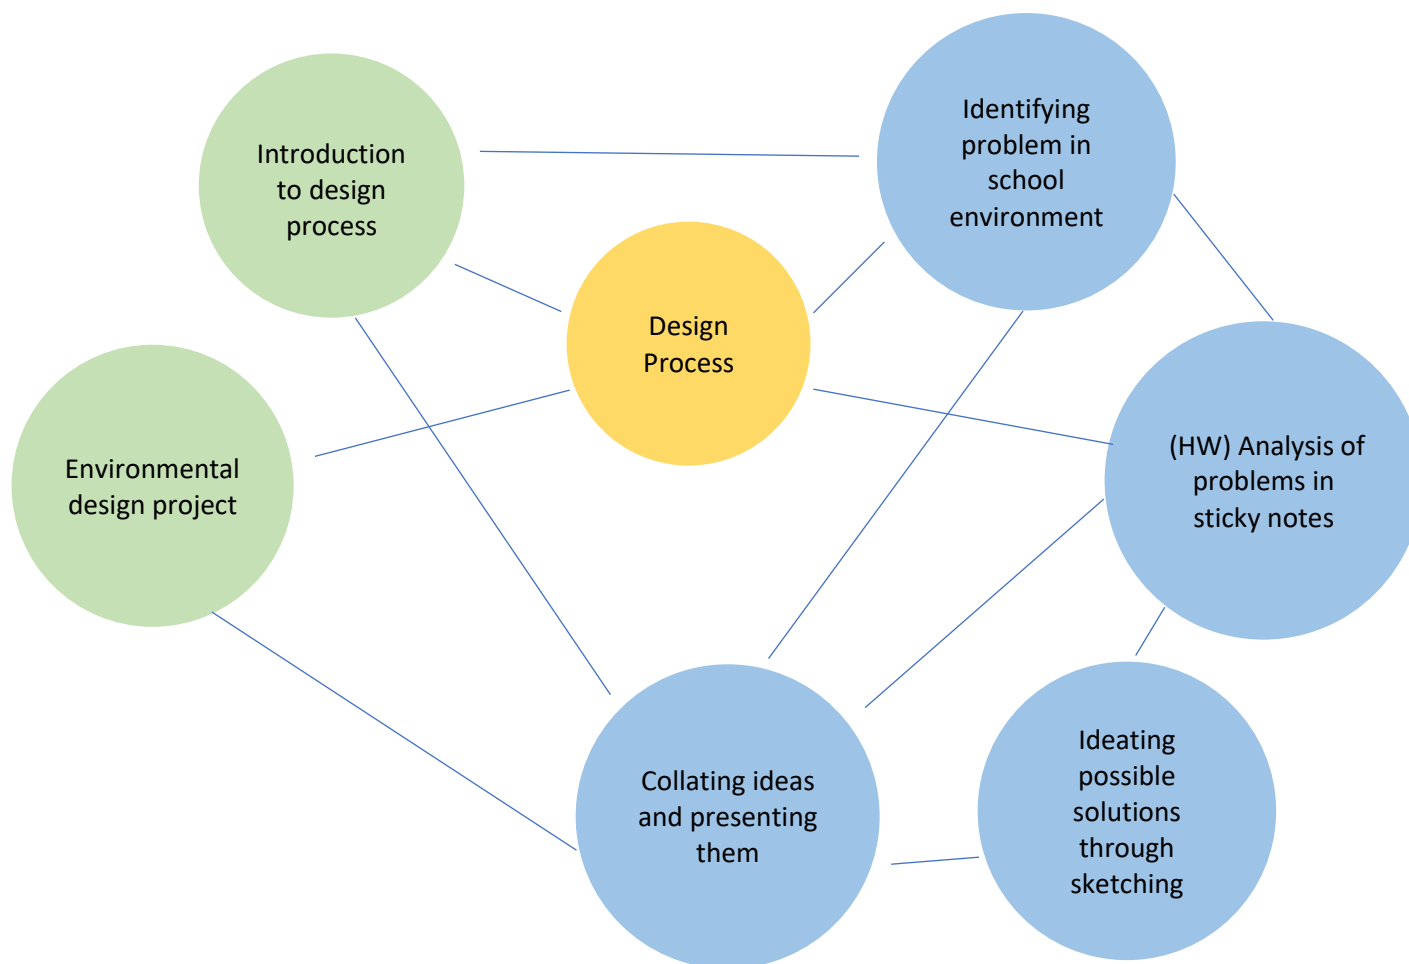 Introduction
to design
process
Identifying
problem in
school
environment
Design
Process
Environmental
design project
(HW) Analysis of
problems in
sticky notes
Collating ideas
and presenting
them
Ideating
possible
solutions
through
sketching